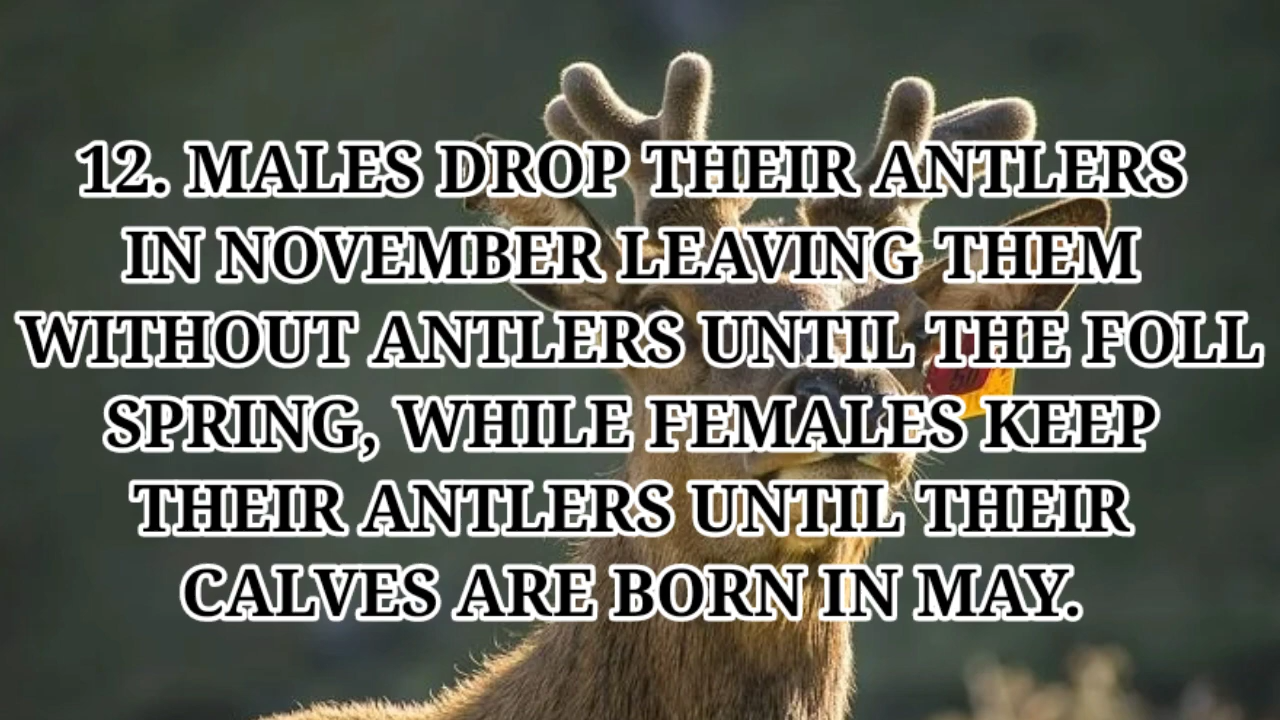 12. MALES DROP THEIR ANTLERS
IN NOVEMBER LEAVING THEM
WITHOUT ANTLERS UNTIL THE FOLL
SPRING, WHILE FEMALES KEEP
THEIR ANTLERS UNTIL THEIR
CALVES ARE BORN IN MAY.